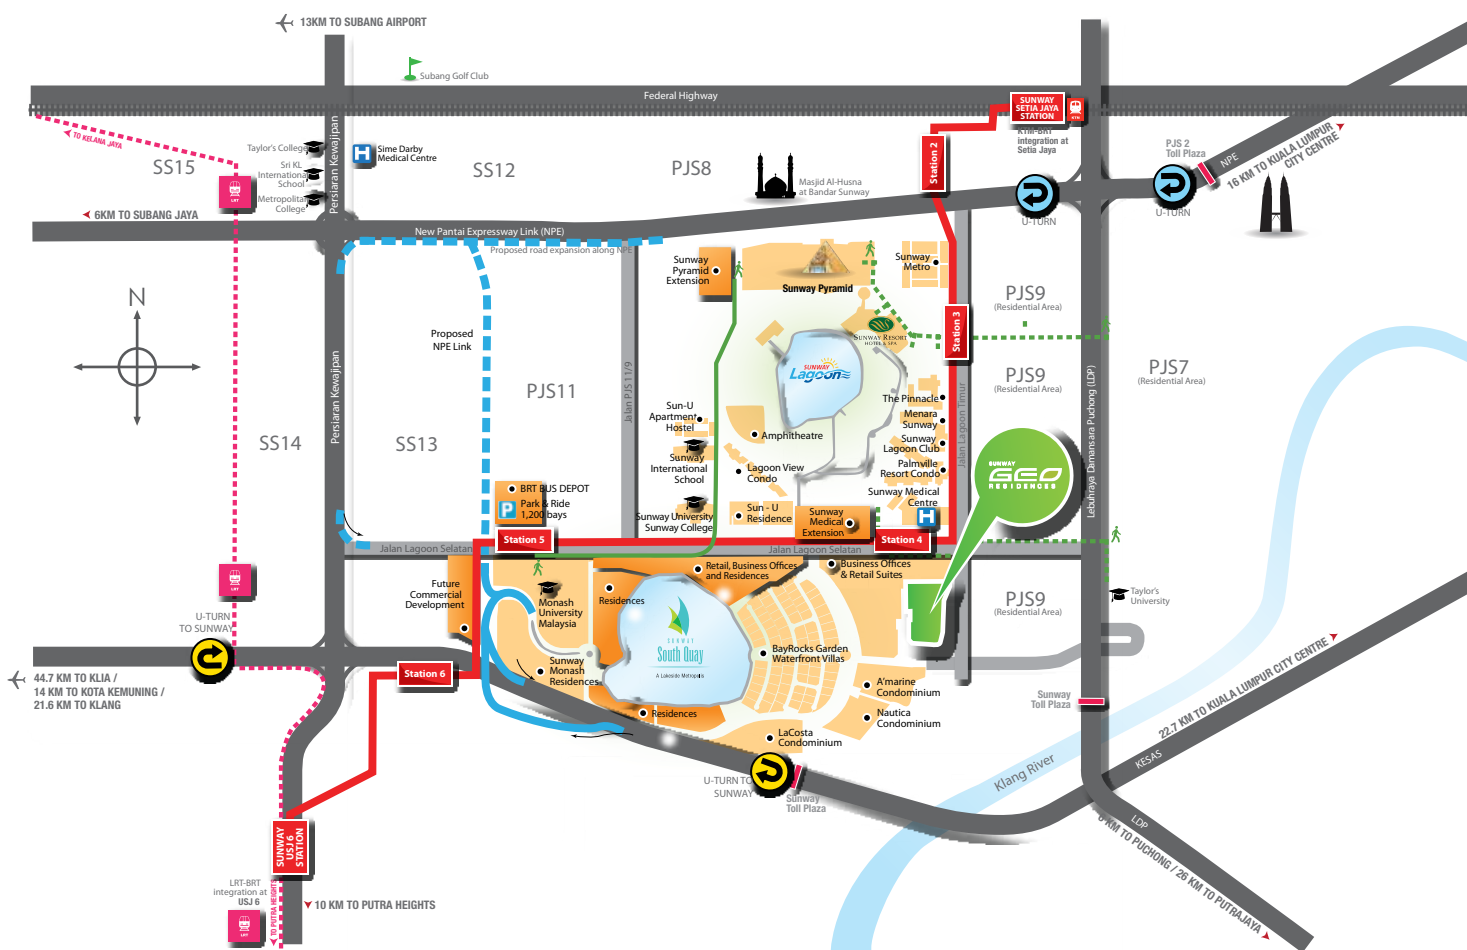 13KM TO SUBANG AIRPORT
Subang Golf Club
Federal Highway
SUNWAY
SETIA JAYA
STATION
KTM
KTM-BRT
integration at
Setia Jaya
TO KELANA JAYA
SS15
Taylor's College
Sri KL
International
School
Metropolitan
College
Persiaran Kewajipan
H
Sime Darby
Medical Centre
SS12
PJS8
Masjid Al-Husna
at Bandar Sunway
Station 2
PJS 2
Toll Plaza
NPE
16 KM TO KUALA LUMPUR
CITY CENTRE
U-TURN
U-TURN
LRT
6KM TO SUBANG JAYA
New Pantai Expressway Link (NPE)
Proposed road expansion along NPE
N
Proposed
NPE Link
Sunway
Pyramid
Extension
Sunway Pyramid
Sunway
Metro
PJS9
(Residential Area)
SUNWAY RESORT
HOTEL & SPA
Station 3
SUNWAY
Lagoon
Persiaran Kewajipan
PJS11
Jalan PJS 11/9
PJS9
(Residential Area)
PJS7
(Residential Area)
Lebuhraya Damansara Puchong (LDP)
Jalan Lagoon Timur
The Pinnacle
Menara
Sunway
Sunway
Lagoon Club
Palmville
Resort Condo
Sunway Medical
Centre
H
Sun-U
Apartment
Hostel
Amphitheatre
SS14
SS13
Sunway
International
School
Lagoon View
Condo
SUNWAY
GEO
RESIDENCES
BRT BUS DEPOT
P
Park & Ride
1,200 bays
Sunway University
Sunway College
Sun - U
Residence
Sunway
Medical
Extension
Station 5
Station 4
Jalan Lagoon Selatan
Jalan Lagoon Selatan
LRT
Future
Commercial
Development
Monash
University
Malaysia
Residences
Retail, Business Offices
and Residences
Business Offices
& Retail Suites
PJS9
(Residential Area)
Taylor's
University
U-TURN
TO SUNWAY
SUNWAY
South Quay
A Lakeside Metropolis
BayRocks Garden
Waterfront Villas
Sunway
Monash
Residences
Station 6
44.7 KM TO KLIA /
14 KM TO KOTA KEMUNING /
21.6 KM TO KLANG
A'marine
Condominium
Nautica
Condominium
Residences
LaCosta
Condominium
Sunway
Toll Plaza
22.7 KM TO KUALA LUMPUR CITY CENTRE
KESAS
Klang River
U-TURN TO
SUNWAY
Sunway
Toll Plaza
LDP
6 KM TO PUCHONG / 26 KM TO PUTRAJAYA
SUNWAY
USJ 6
STATION
LRT-BRT
integration at
USJ 6
LRT
TO PUTRA HEIGHTS
10 KM TO PUTRA HEIGHTS